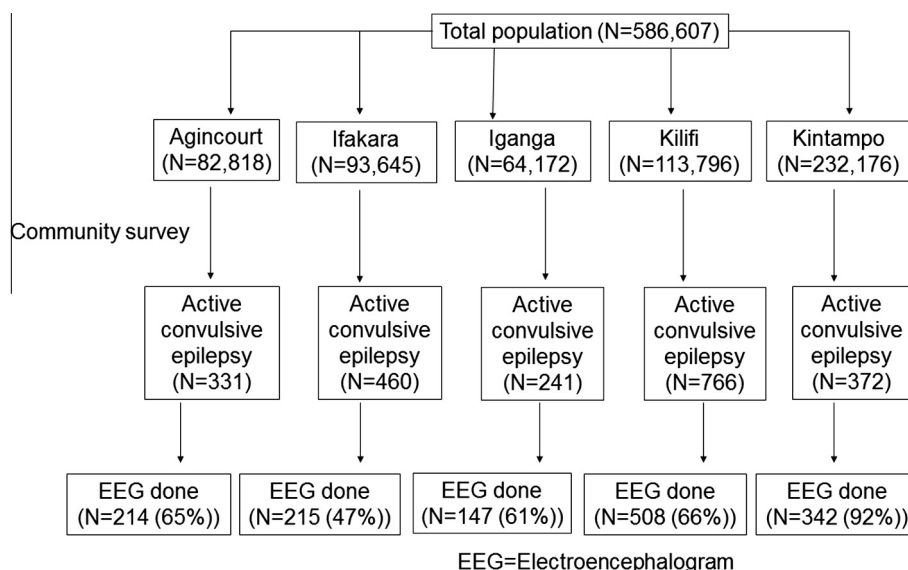 Total population (N=586,607)
Agincourt
(N=82,818)
Ifakara
(N=93,645)
Iganga
(N=64,172)
Kilifi
(N=113,796)
Kintampo
(N=232,176)
Community survey
Active
convulsive
epilepsy
(N=331)
Active
convulsive
epilepsy
(N=460)
Active
convulsive
epilepsy
(N=241)
Active
convulsive
epilepsy
(N=766)
Active
convulsive
epilepsy
(N=372)
EEG done
(N=214 (65%))
EEG done
(N=215 (47%))
EEG done
(N=147 (61%))
EEG done
(N=508 (66%))
EEG done
(N=342 (92%))
EEG=Electroencephalogram